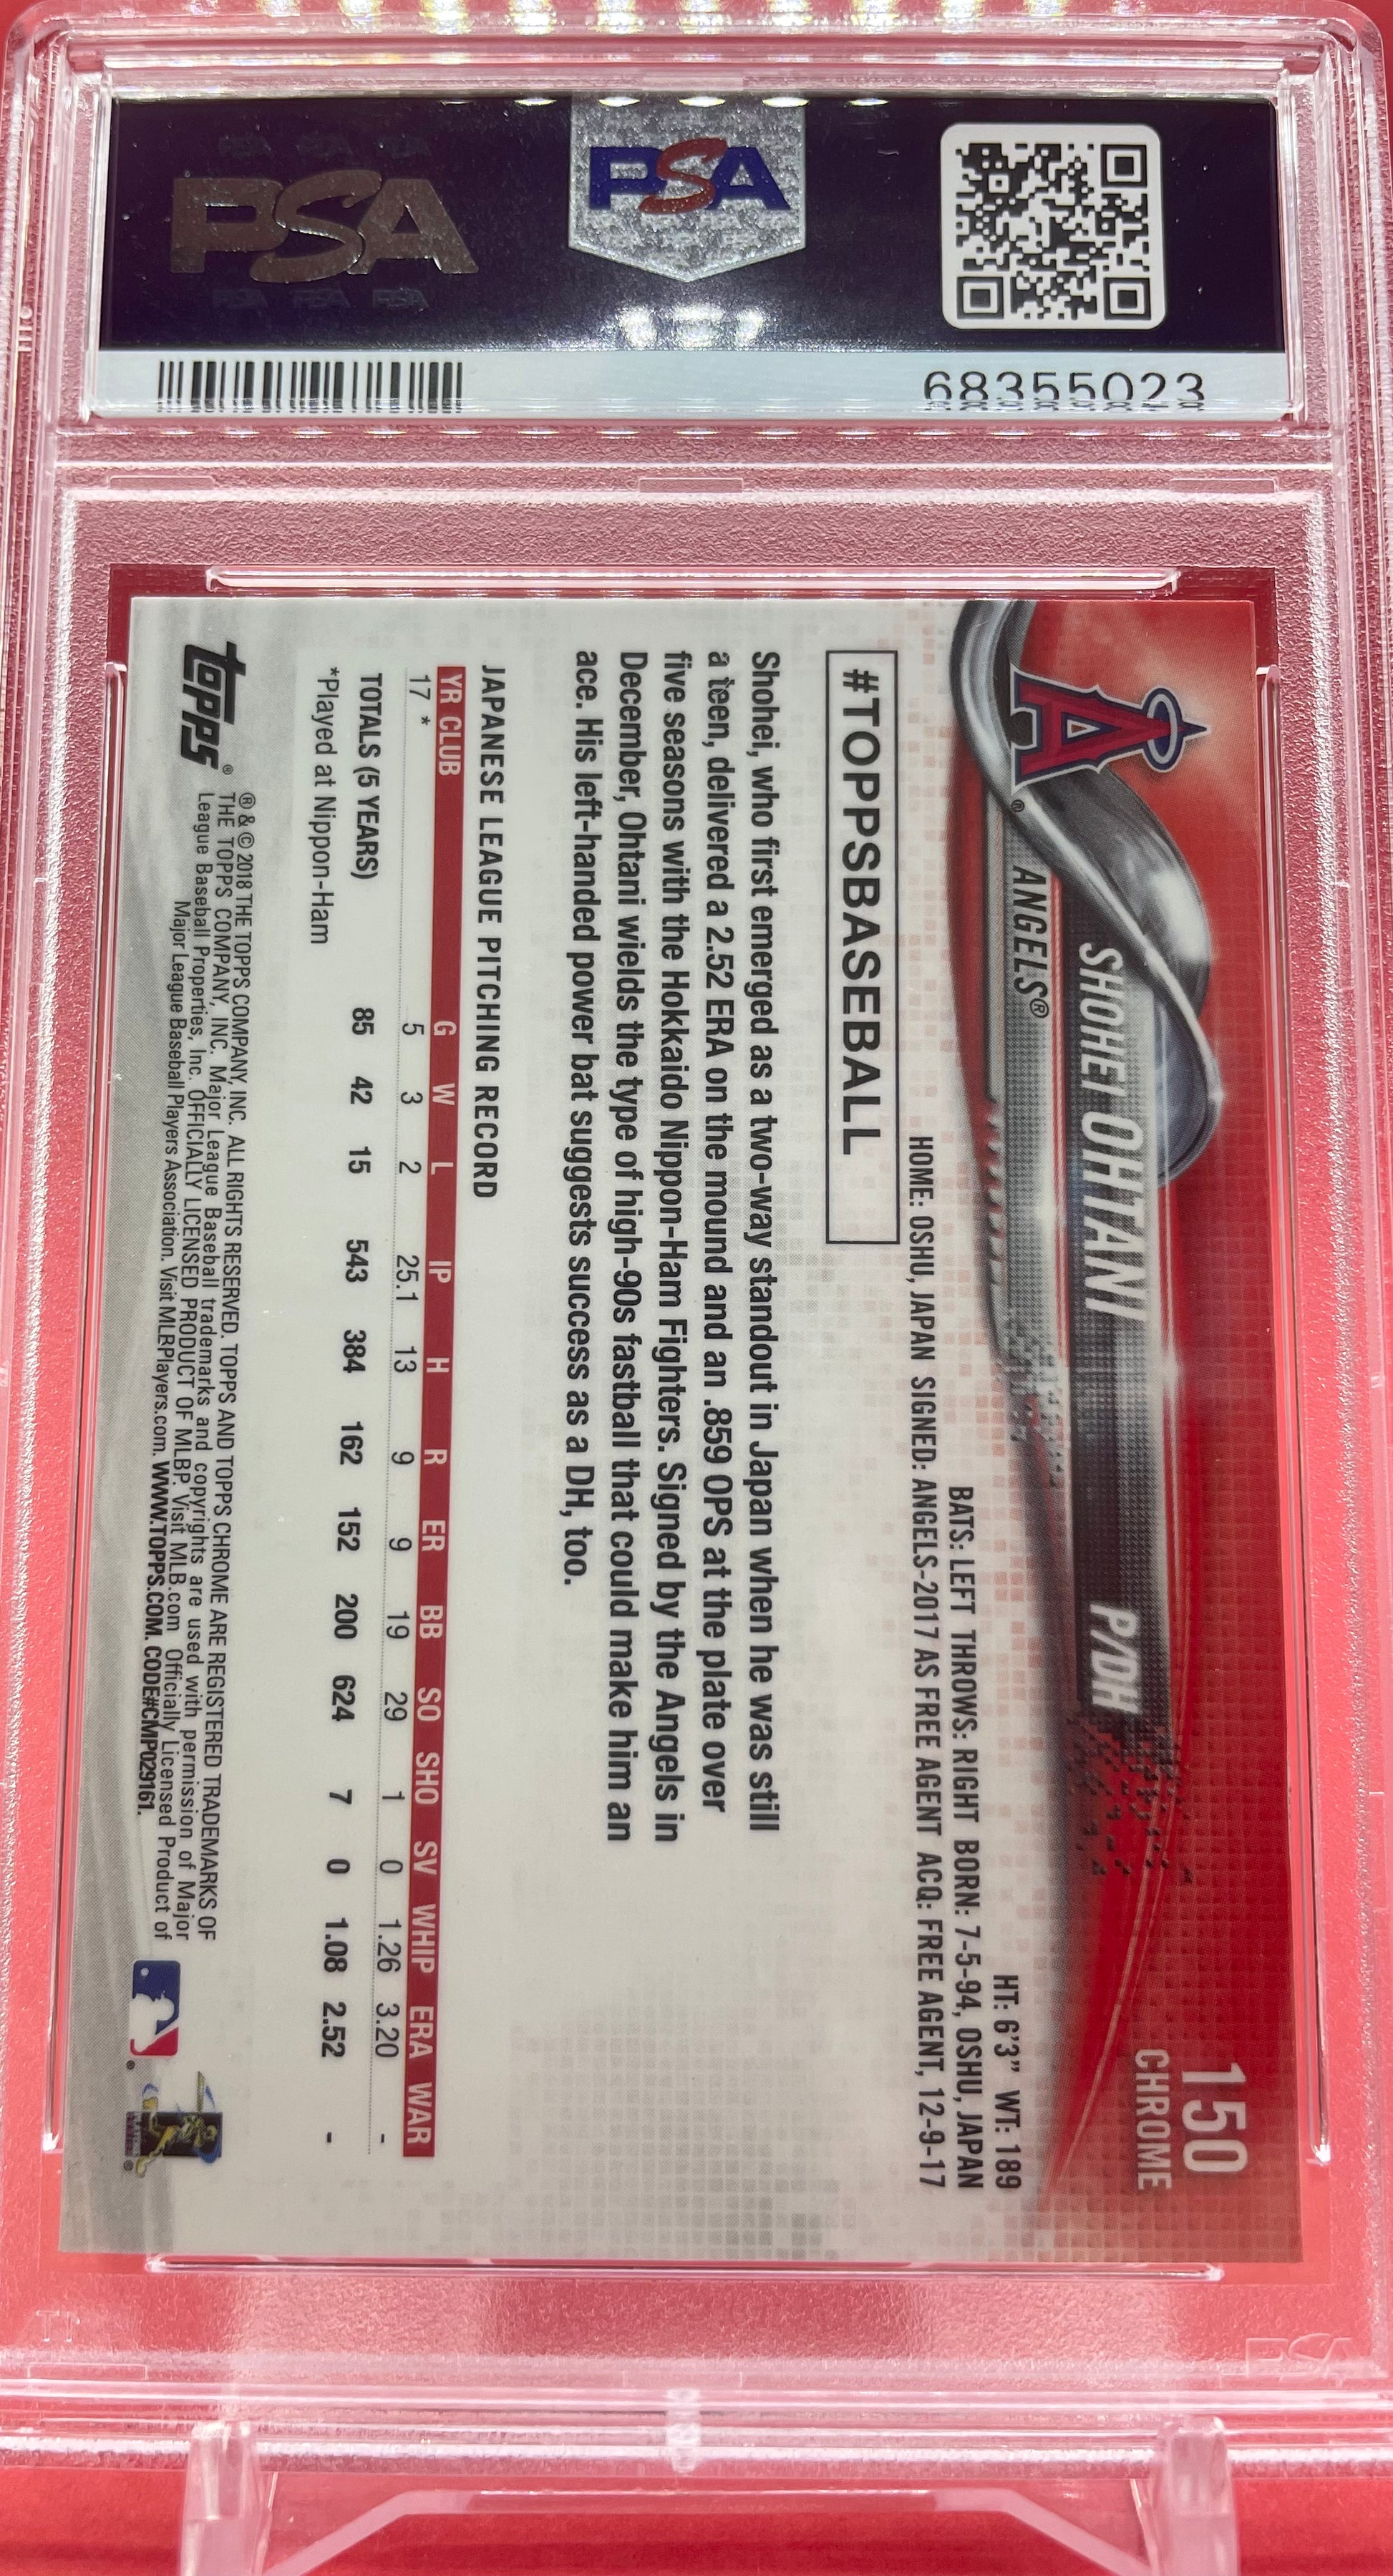 PSA
PSA
68355023
150
CHROME
SHOHEI OHTANI P/DH
A
® ANGELS®
HT: 6'3" WT: 189
BATS: LEFT THROWS: RIGHT BORN: 7-5-94, OSHU, JAPAN
HOME: OSHU, JAPAN SIGNED: ANGELS-2017 AS FREE AGENT ACQ: FREE AGENT, 12-9-17
#TOPPSBASEBALL
Shohei, who first emerged as a two-way standout in Japan when he was still
a teen, delivered a 2.52 ERA on the mound and an .859 OPS at the plate over
five seasons with the Hokkaido Nippon-Ham Fighters. Signed by the Angels in
December, Ohtani wields the type of high-90s fastball that could make him an
ace. His left-handed power bat suggests success as a DH, too.
JAPANESE LEAGUE PITCHING RECORD
YR CLUB G W L IP H R ER BB SO SHO SV WHIP ERA WAR
17 * 5 3 2 25.1 13 9 9 19 29 1 0 1.26 3.20 -
TOTALS (5 YEARS) 85 42 15 543 384 162 152 200 624 7 0 1.08 2.52 -
*Played at Nippon-Ham
topps®
® & © 2018 THE TOPPS COMPANY, INC. ALL RIGHTS RESERVED. TOPPS AND TOPPS CHROME ARE REGISTERED TRADEMARKS OF
THE TOPPS COMPANY, INC. Major League Baseball trademarks and copyrights are used with permission of Major
League Baseball Properties, Inc. OFFICIALLY LICENSED PRODUCT OF MLBP. Visit MLB.com Officially Licensed Product of
Major League Baseball Players Association. Visit MLBPlayers.com. WWW.TOPPS.COM. CODE#CMP029161.
PSA